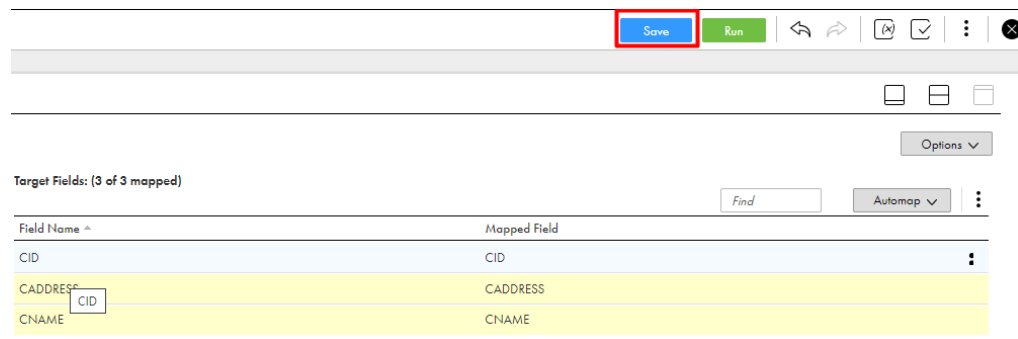 Save Run (x)
Options
Target Fields: (3 of 3 mapped)
Find Automap
Field Name Mapped Field
CID CID
CADDRESS CADDRESS
CID
CNAME CNAME